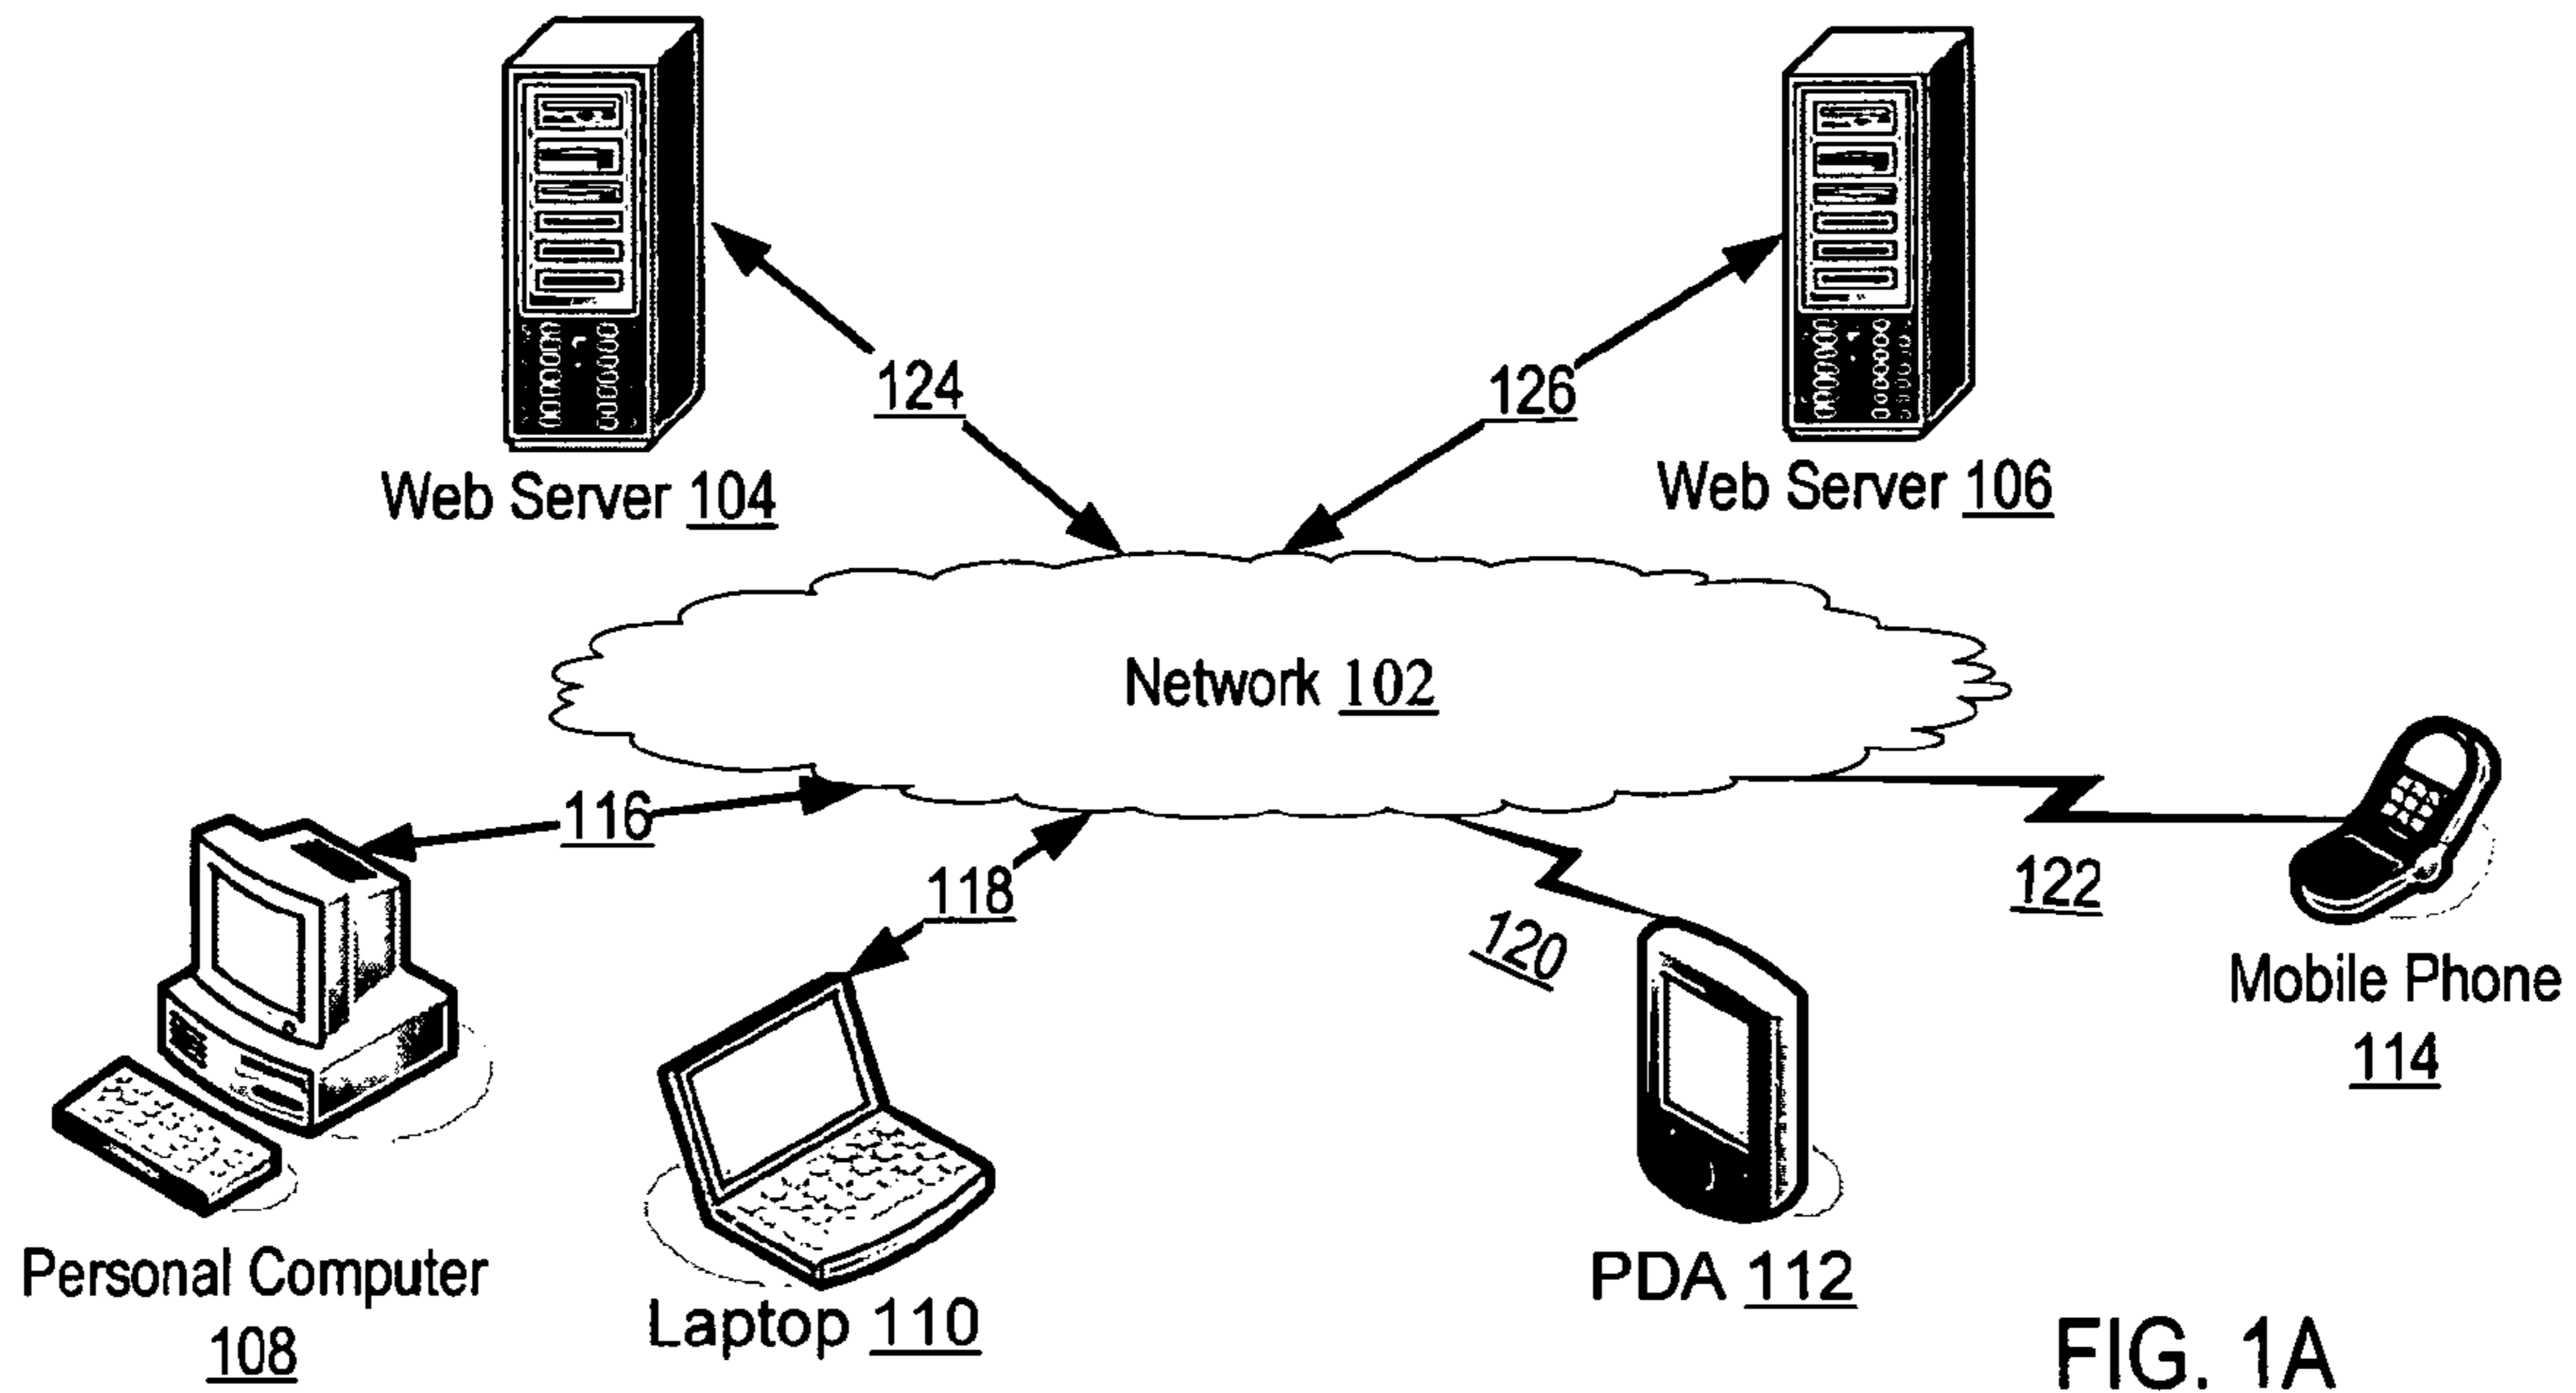 124
126
Web Server 104
Web Server 106
Network 102
116
118
120
122
Mobile Phone
114
Personal Computer
108
Laptop 110
PDA 112
FIG. 1A